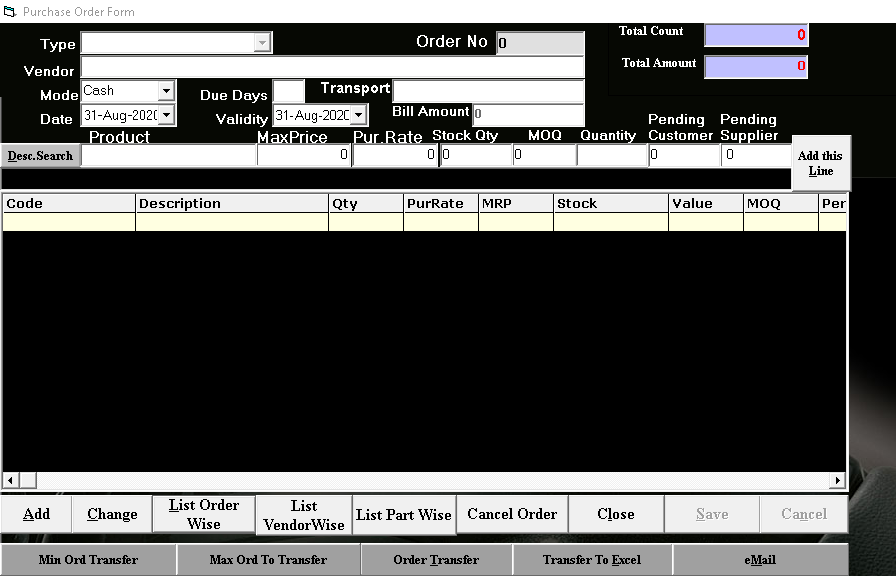 Purchase Order Form
Type
Order No 0
Total Count 0
Vendor
Total Amount 0
Mode Cash
Due Days
Transport
Date 31-Aug-2020
Validity 31-Aug-2020
Bill Amount 0
Product MaxPrice Pur.Rate Stock Qty MOQ Quantity Pending Customer Pending Supplier
Desc.Search 0 0 0 0 0 0
Add this
Line
Code Description Qty PurRate MRP Stock Value MOQ Per
Add Change List Order Wise List VendorWise List Part Wise Cancel Order Close Save Cancel
Min Ord Transfer Max Ord To Transfer Order Transfer Transfer To Excel eMail